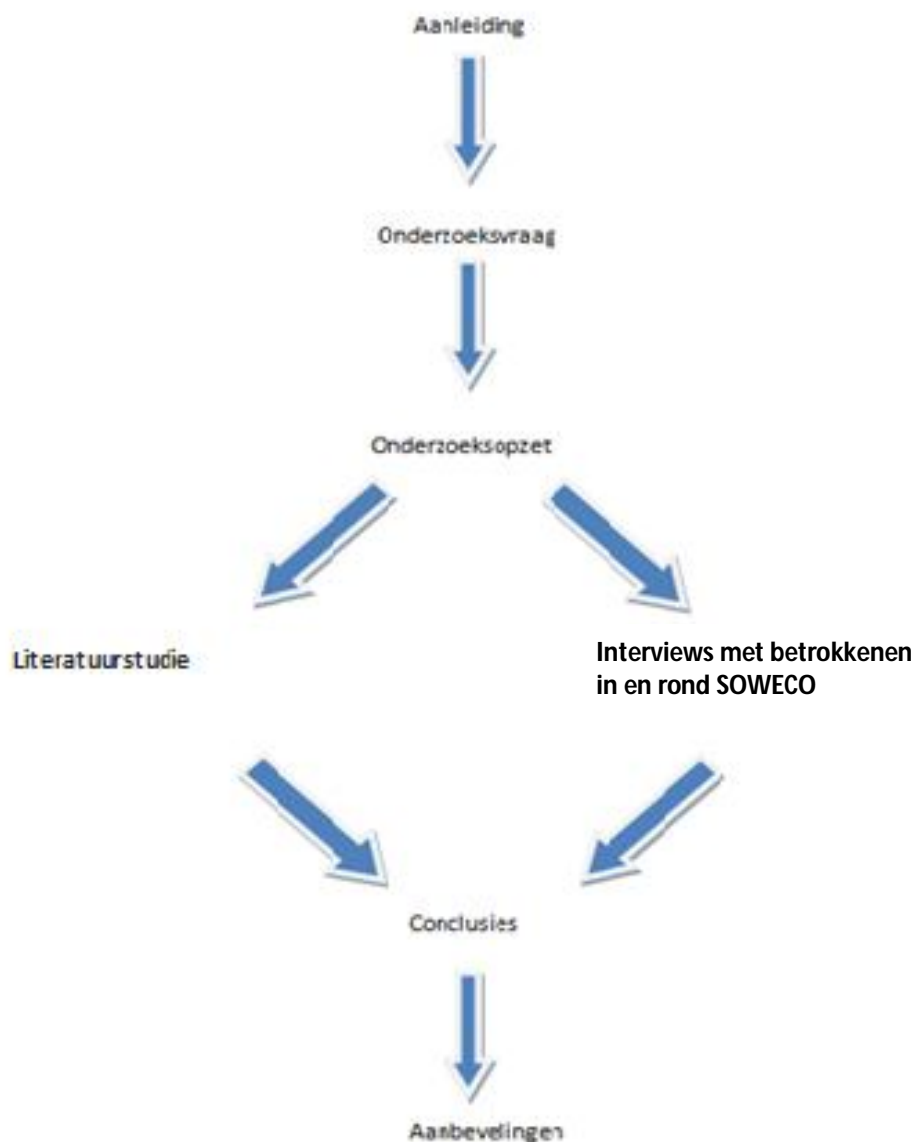 Aanleiding
Onderzoeksvraag
Onderzoeksopzet
Literatuurstudie
Interviews met betrokkenen
in en rond SOWECO
Conclusies
Aanbevelingen